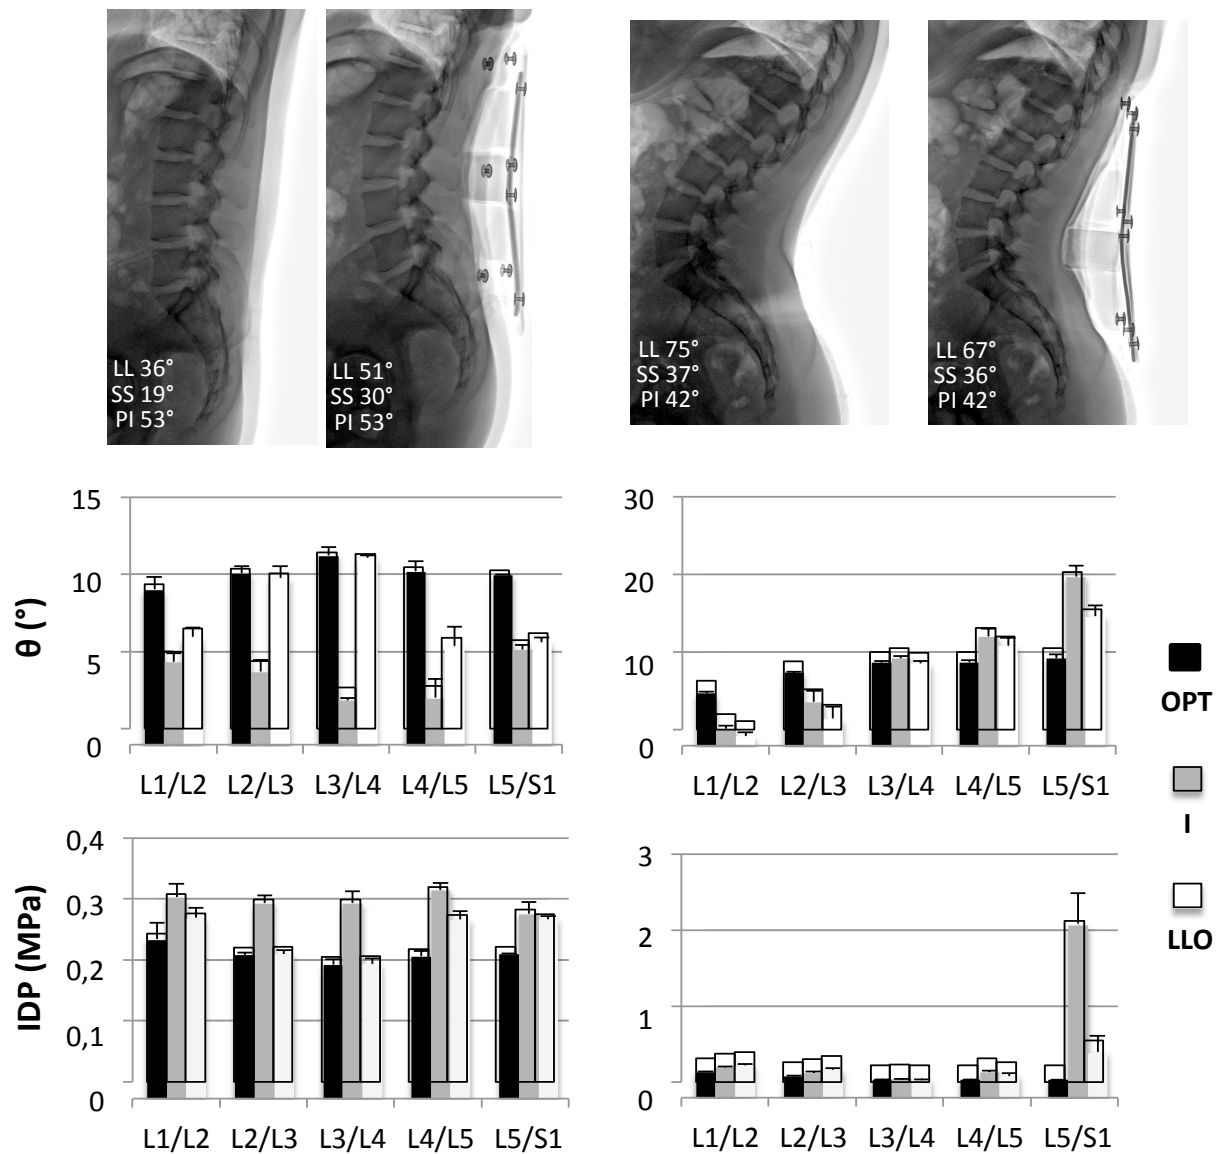 LL 36°
SS 19°
PI 53°
LL 51°
SS 30°
PI 53°
LL 75°
SS 37°
PI 42°
LL 67°
SS 36°
PI 42°
θ (°)
15
10
5
0
L1/L2 L2/L3 L3/L4 L4/L5 L5/S1
30
20
10
0
L1/L2 L2/L3 L3/L4 L4/L5 L5/S1
IDP (MPa)
0,4
0,3
0,2
0,1
0
L1/L2 L2/L3 L3/L4 L4/L5 L5/S1
3
2
1
0
L1/L2 L2/L3 L3/L4 L4/L5 L5/S1
OPT
I
LLO